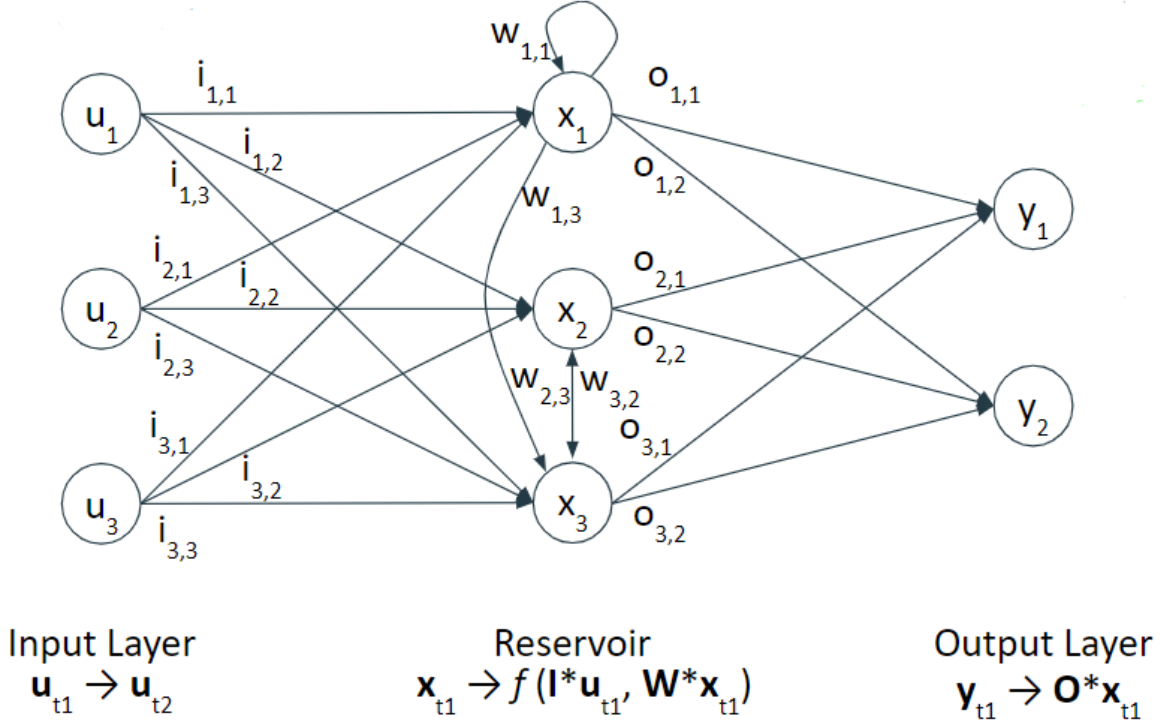 w1,1
i1,1
o1,1
u1
x1
i1,2
i1,3
o1,2
w1,3
y1
i2,1
i2,2
o2,1
u2
x2
i2,3
o2,2
w2,3
w3,2
y2
i3,1
o3,1
i3,2
u3
x3
i3,3
o3,2
Input Layer
ut1 → ut2
Reservoir
xt1 → f (I*ut1, W*xt1)
Output Layer
yt1 → O*xt1